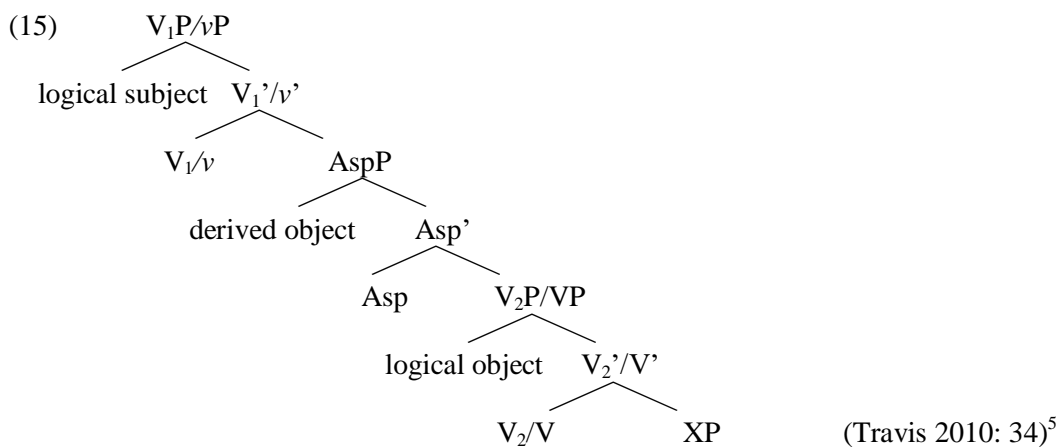 (15) V₁P/vP
logical subject V₁’/v’
V₁/v AspP
derived object Asp’
Asp V₂P/VP
logical object V₂’/V’
V₂/V XP (Travis 2010: 34)⁵